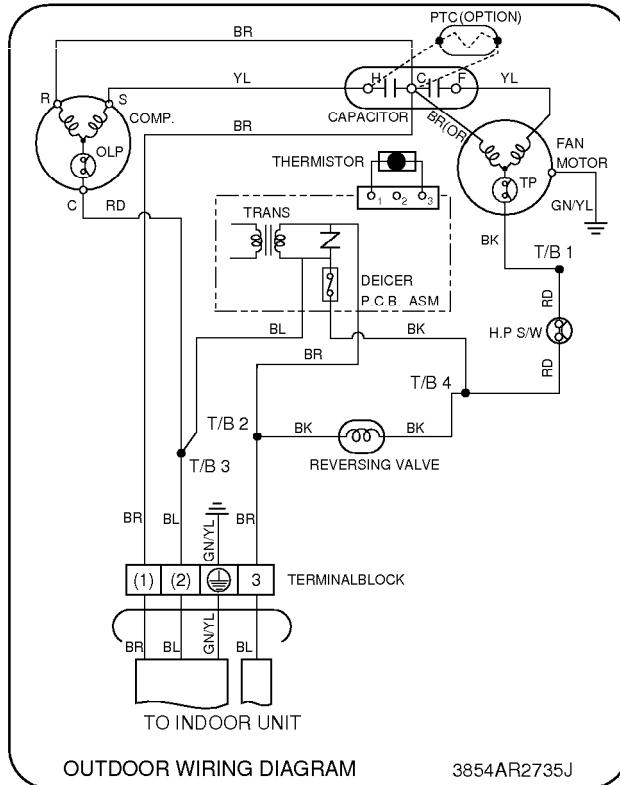 PTC(OPTION)
BR
YL
H
C
F
YL
R
S
COMP.
CAPACITOR
BR
BR(OR)
FAN
MOTOR
OLP
THERMISTOR
TP
C
RD
1
2
3
GN/YL
TRANS
BK
T/B 1
DEICER
P.C.B. ASM
RD
BL
BK
H.P S/W
BR
RD
T/B 4
T/B 2
BK
BK
T/B 3
REVERSING VALVE
BR
BL
GN/YL
BR
(1)
(2)
3
TERMINALBLOCK
BR
BL
GN/YL
BL
TO INDOOR UNIT
OUTDOOR WIRING DIAGRAM
3854AR2735J